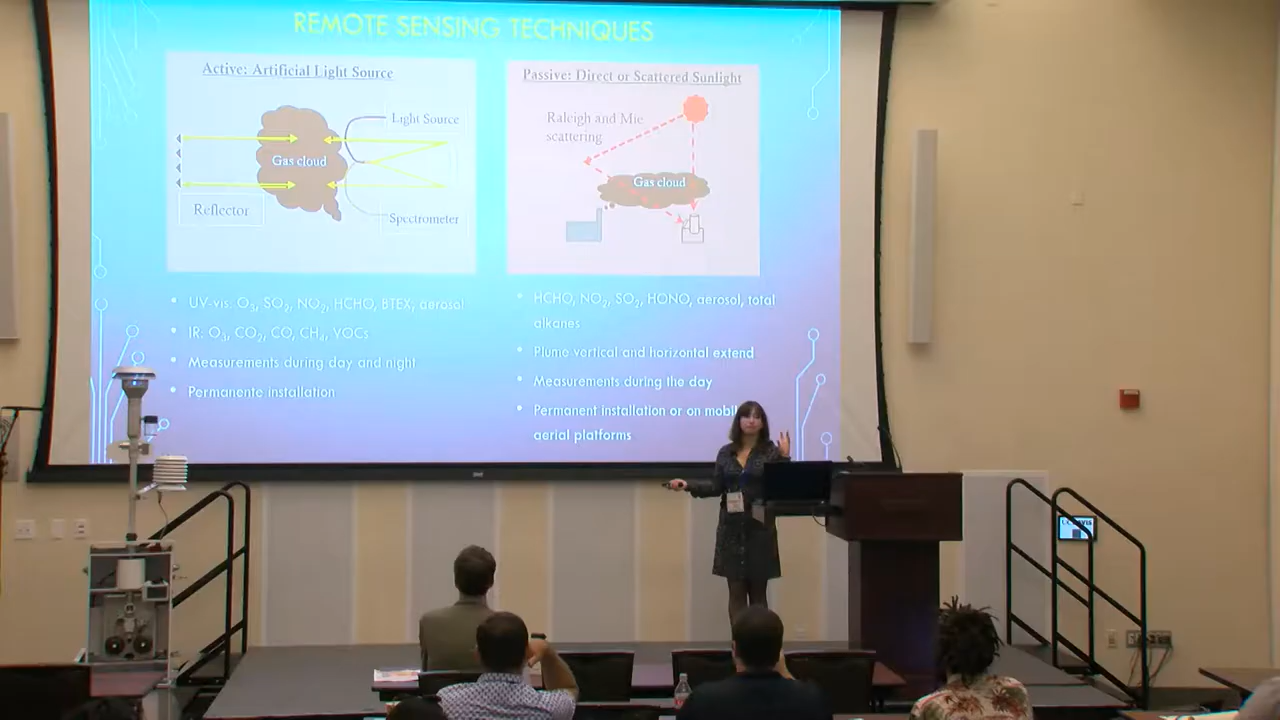 REMOTE SENSING TECHNIQUES
Active: Artificial Light Source
Light Source
Gas cloud
Reflector
Spectrometer
Passive: Direct or Scattered Sunlight
Raleigh and Mie
scattering
Gas cloud
• UV-vis: O3, SO2, NO2, HCHO, BTEX, aerosol
• IR: O3, CO2, CO, CH4, VOCs
• Measurements during day and night
• Permanente installation
• HCHO, NO2, SO2, HONO, aerosol, total
alkanes
• Plume vertical and horizontal extend
• Measurements during the day
• Permanent installation or on
aerial platforms